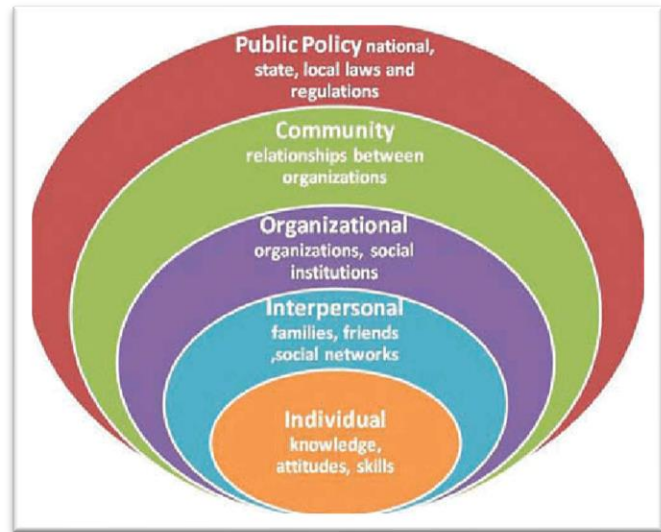 Public Policy national,
state, local laws and
regulations
Community
relationships between
organizations
Organizational
organizations, social
institutions
Interpersonal
families, friends
,social networks
Individual
knowledge,
attitudes, skills